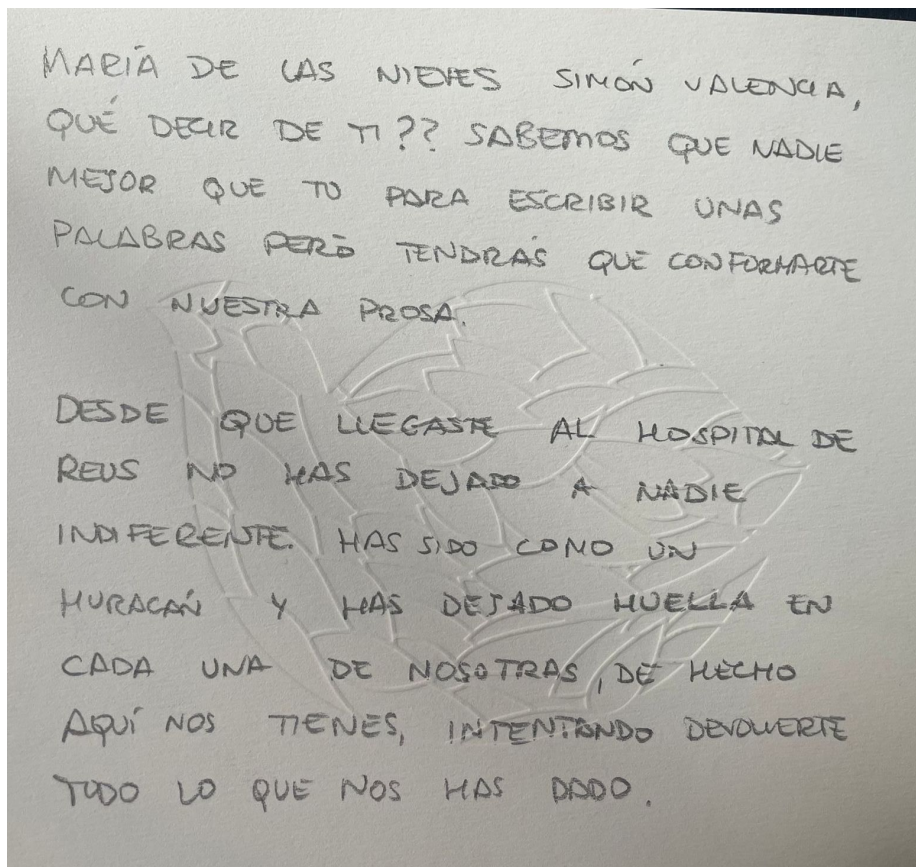 MARÍA DE LAS NIEVES SIMÓN VALENCIA,
QUÉ DECIR DE TI?? SABEMOS QUE NADIE
MEJOR QUE TÚ PARA ESCRIBIR UNAS
PALABRAS PERO TENDRÁS QUE CONFORMARTE
CON NUESTRA PROSA.
DESDE QUE LLEGASTE AL HOSPITAL DE
REUS NO HAS DEJADO A NADIE
INDIFERENTE. HAS SIDO COMO UN
HURACÁN Y HAS DEJADO HUELLA EN
CADA UNA DE NOSOTRAS, DE HECHO
AQUÍ NOS TIENES, INTENTANDO DEVOLVERTE
TODO LO QUE NOS HAS DADO.